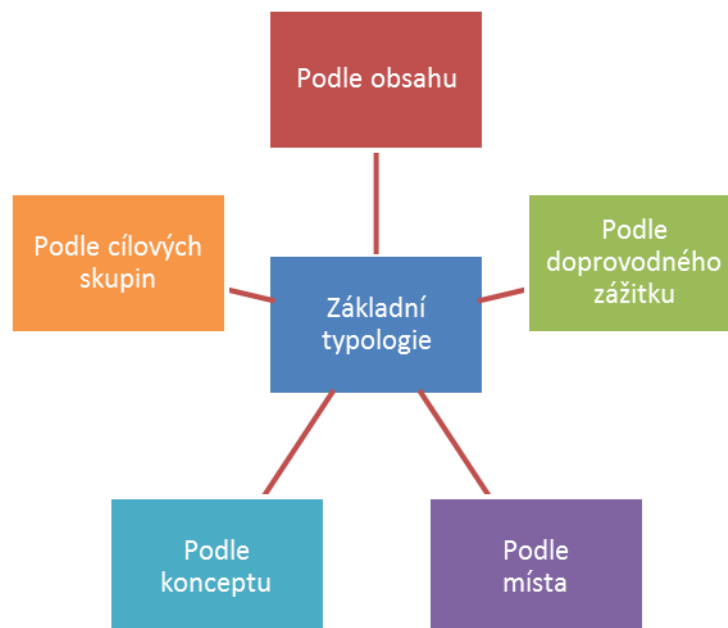 Podle obsahu
Podle cílových
skupin
Základní
typologie
Podle
doprovodného
zážitku
Podle
konceptu
Podle
místa